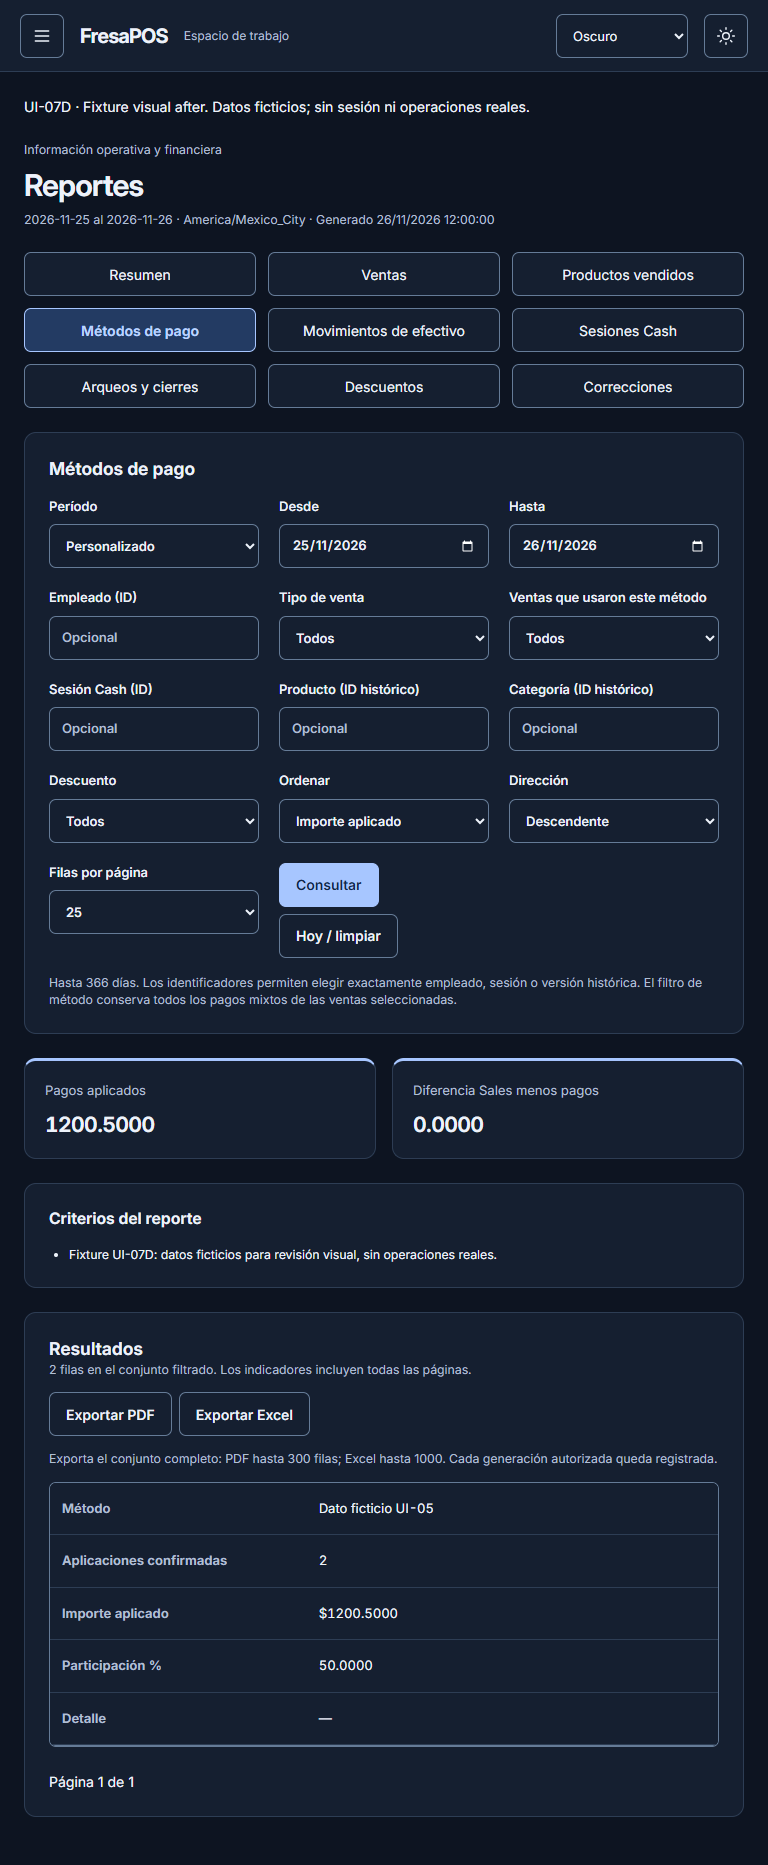 FresaPOS
Espacio de trabajo
Oscuro
UI-07D · Fixture visual after. Datos ficticios; sin sesión ni operaciones reales.
Información operativa y financiera
Reportes
2026-11-25 al 2026-11-26 · America/Mexico_City · Generado 26/11/2026 12:00:00
Resumen
Ventas
Productos vendidos
Métodos de pago
Movimientos de efectivo
Sesiones Cash
Arqueos y cierres
Descuentos
Correcciones
Métodos de pago
Período
Desde
Hasta
Personalizado
25/11/2026
26/11/2026
Empleado (ID)
Tipo de venta
Ventas que usaron este método
Opcional
Todos
Todos
Sesión Cash (ID)
Producto (ID histórico)
Categoría (ID histórico)
Opcional
Opcional
Opcional
Descuento
Ordenar
Dirección
Todos
Importe aplicado
Descendente
Filas por página
25
Consultar
Hoy / limpiar
Hasta 366 días. Los identificadores permiten elegir exactamente empleado, sesión o versión histórica. El filtro de
método conserva todos los pagos mixtos de las ventas seleccionadas.
Pagos aplicados
1200.5000
Diferencia Sales menos pagos
0.0000
Criterios del reporte
• Fixture UI-07D: datos ficticios para revisión visual, sin operaciones reales.
Resultados
2 filas en el conjunto filtrado. Los indicadores incluyen todas las páginas.
Exportar PDF
Exportar Excel
Exporta el conjunto completo: PDF hasta 300 filas; Excel hasta 1000. Cada generación autorizada queda registrada.
Método
Dato ficticio UI-05
Aplicaciones confirmadas
2
Importe aplicado
$1200.5000
Participación %
50.0000
Detalle
—
Página 1 de 1